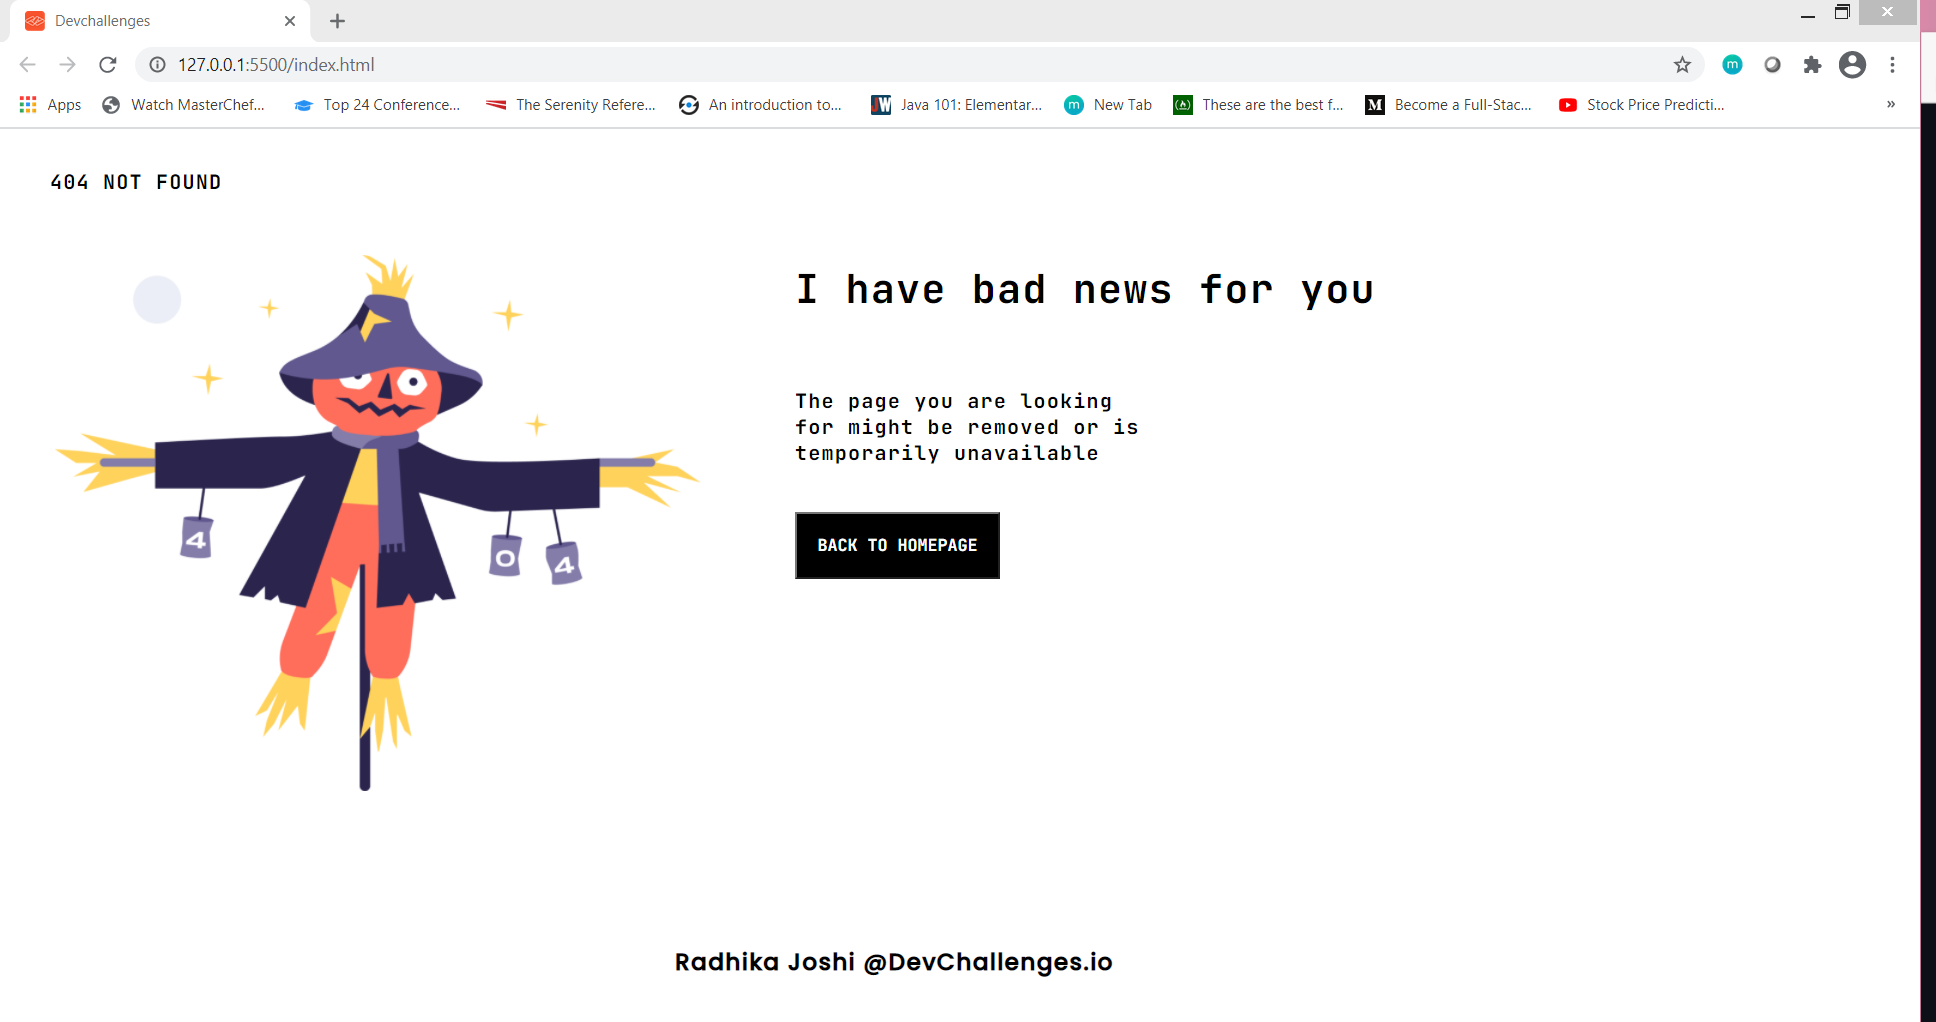 Devchallenges
127.0.0.1:5500/index.html
m
Apps
Watch MasterChef...
Top 24 Conference...
The Serenity Refere...
An introduction to...
JW
Java 101: Elementar...
m
New Tab
These are the best f...
M
Become a Full-Stac...
Stock Price Predicti...
»
404 NOT FOUND
I have bad news for you
The page you are looking
for might be removed or is
temporarily unavailable
BACK TO HOMEPAGE
4
0
4
Radhika Joshi @DevChallenges.io